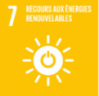 7 RECOURS AUX ÉNERGIES
RENOUVELABLES